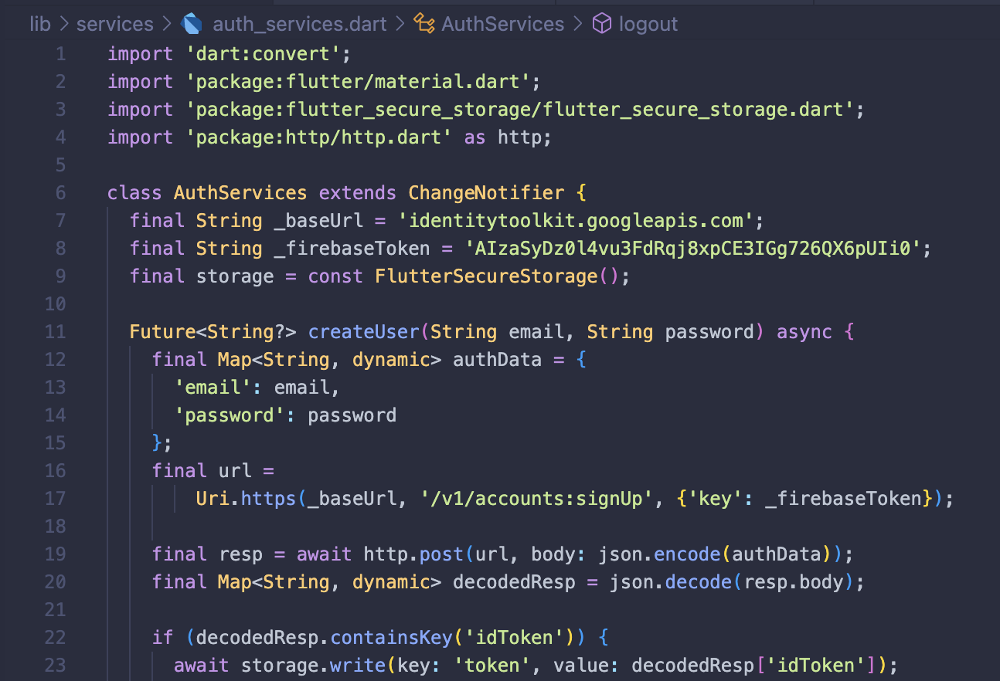 lib > services > auth_services.dart > AuthServices > logout
1 import 'dart:convert';
2 import 'package:flutter/material.dart';
3 import 'package:flutter_secure_storage/flutter_secure_storage.dart';
4 import 'package:http/http.dart' as http;
5
6 class AuthServices extends ChangeNotifier {
7   final String _baseUrl = 'identitytoolkit.googleapis.com';
8   final String _firebaseToken = 'AIzaSyDz0l4vu3FdRqj8xpCE3IGg726QX6pUIi0';
9   final storage = const FlutterSecureStorage();
10
11   Future<String?> createUser(String email, String password) async {
12     final Map<String, dynamic> authData = {
13       'email': email,
14       'password': password
15     };
16     final url =
17         Uri.https(_baseUrl, '/v1/accounts:signUp', {'key': _firebaseToken});
18
19     final resp = await http.post(url, body: json.encode(authData));
20     final Map<String, dynamic> decodedResp = json.decode(resp.body);
21
22     if (decodedResp.containsKey('idToken')) {
23       await storage.write(key: 'token', value: decodedResp['idToken']);